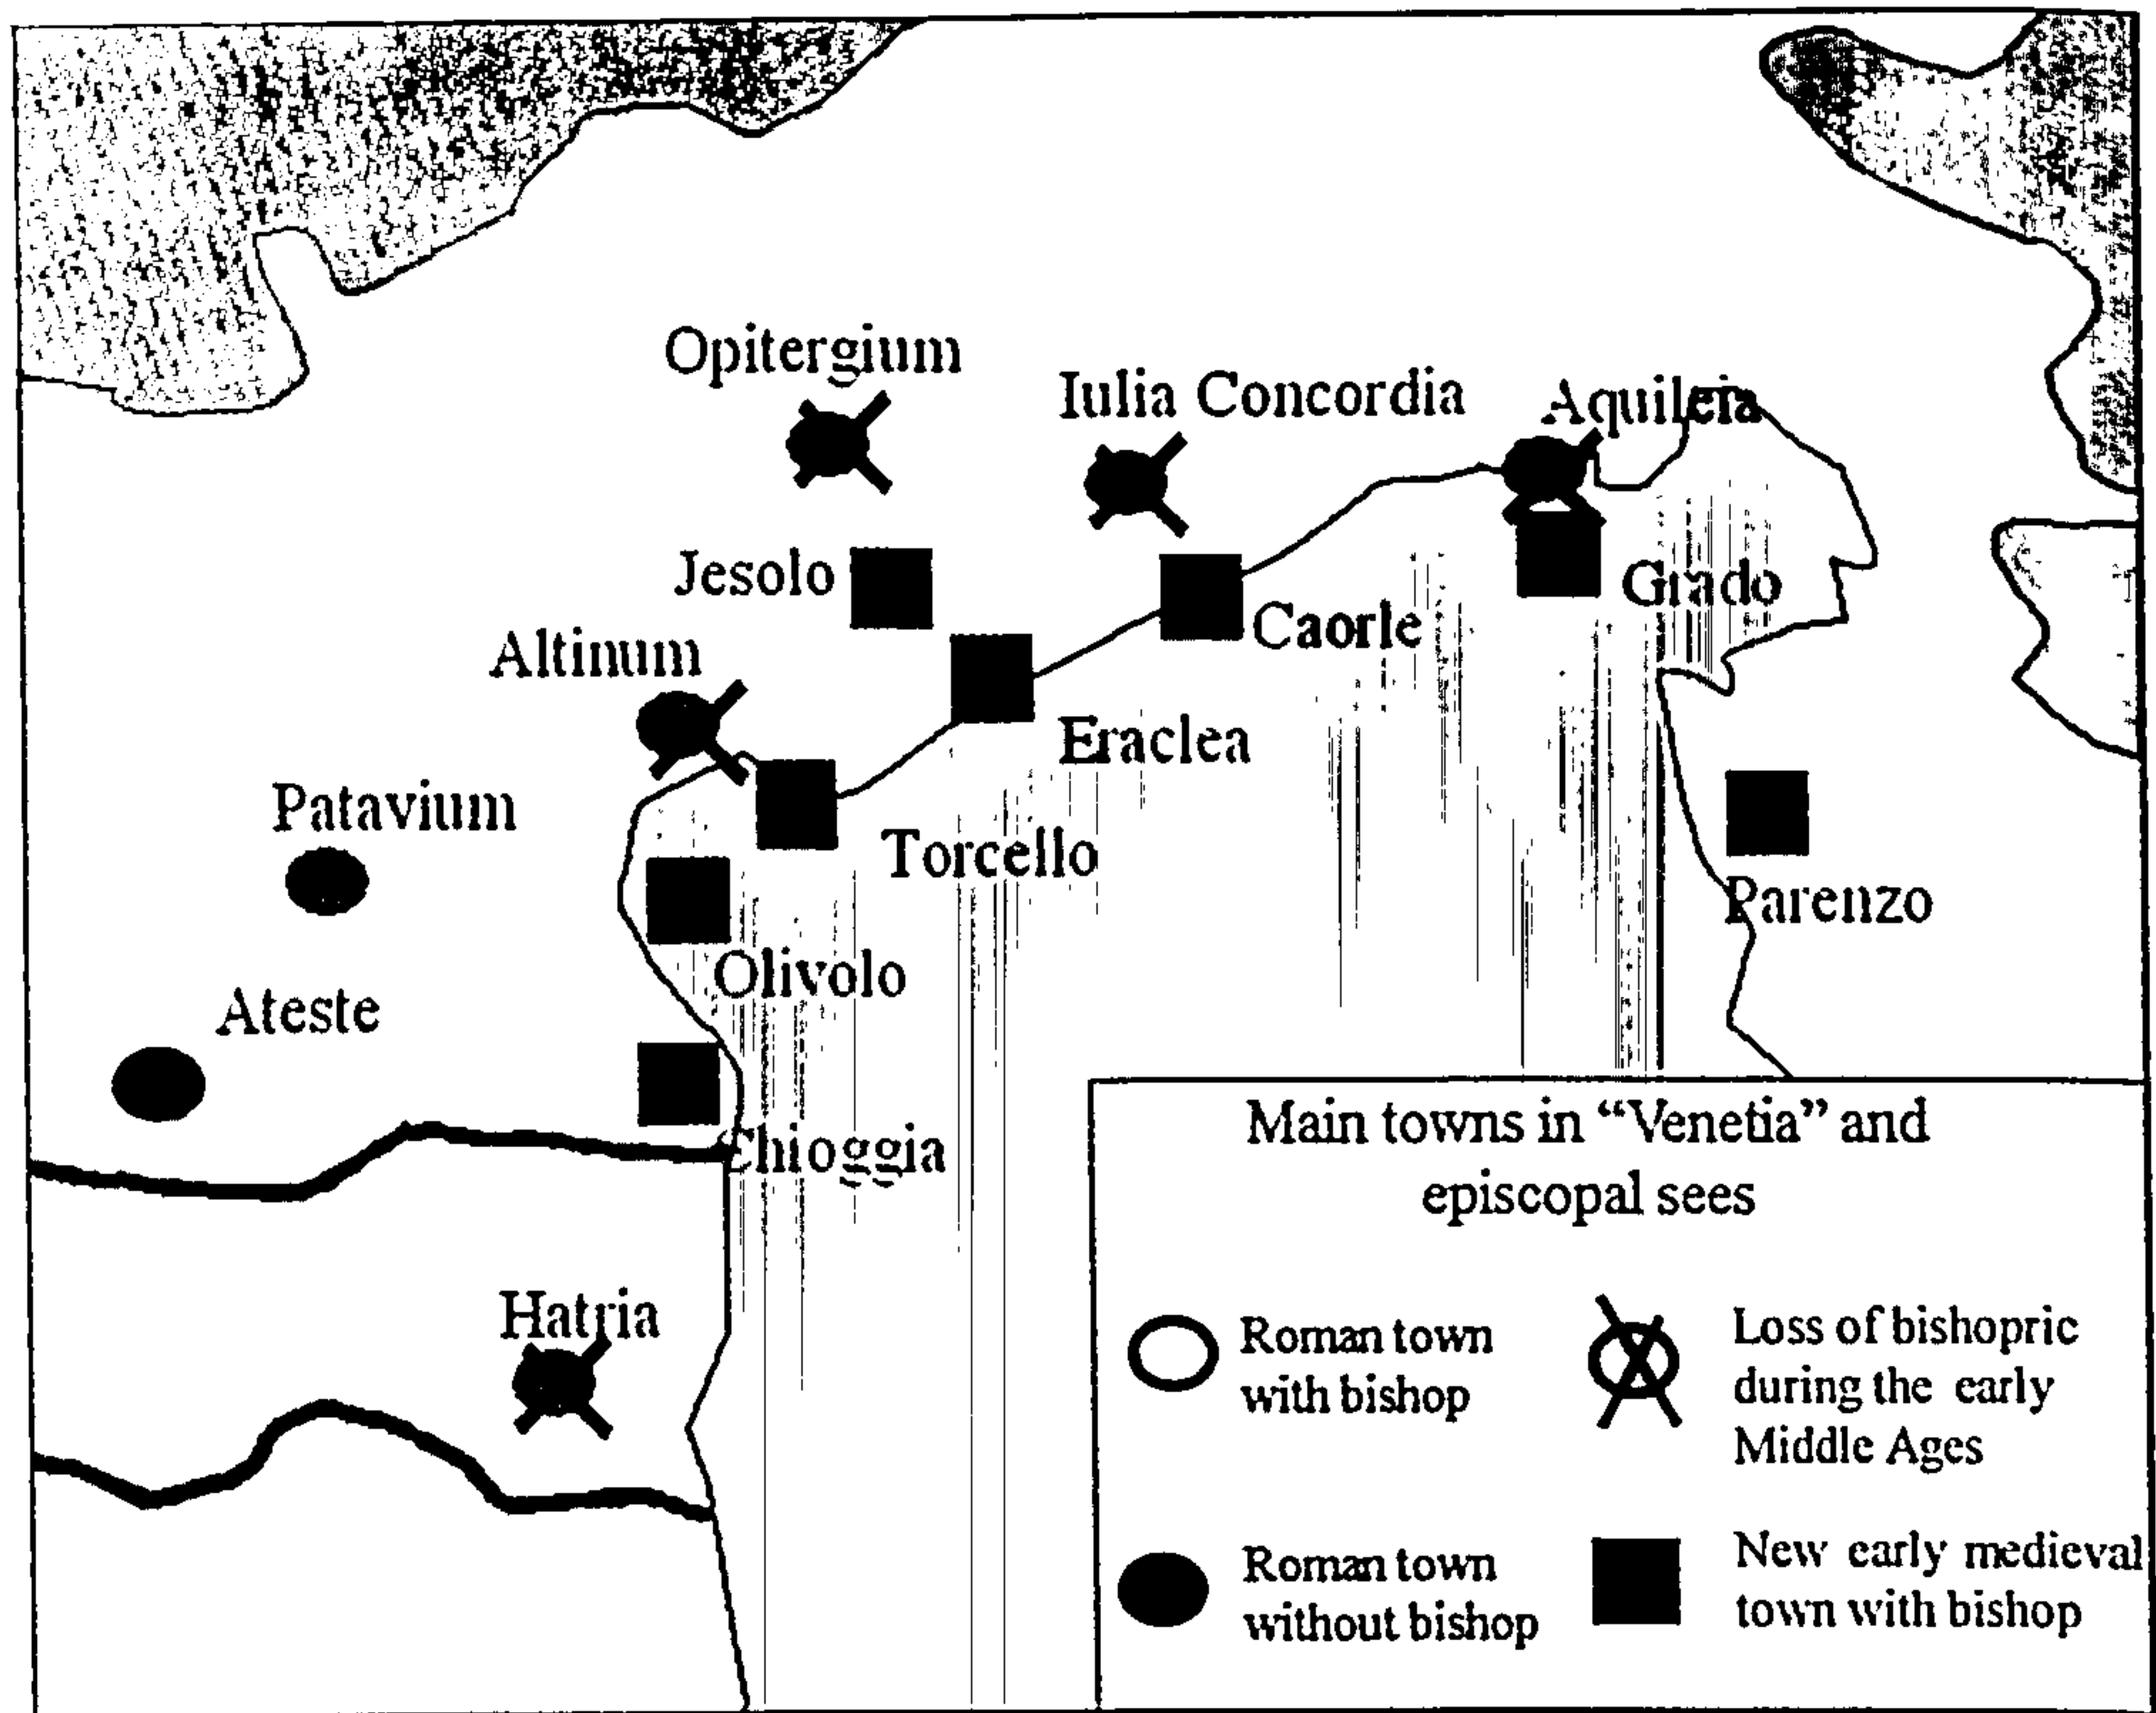 Opitergium
Iulia Concordia
Aquileia
Jesolo
Grado
Caorle
Altinum
Eraclea
Patavium
Torcello
Parenzo
Olivolo
Ateste
Chioggia
Hatria
Main towns in “Venetia” and
episcopal sees
Roman town
with bishop
Loss of bishopric
during the early
Middle Ages
Roman town
without bishop
New early medieval
town with bishop